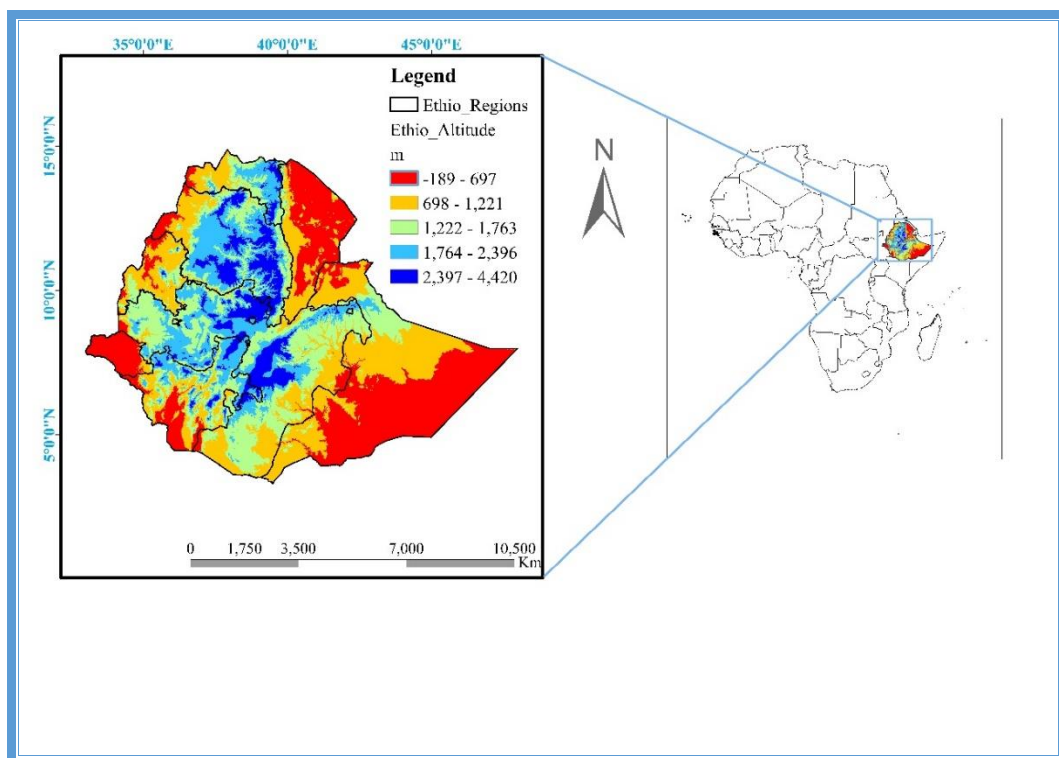 35°0'0"E 40°0'0"E 45°0'0"E
15°0'0"N
10°0'0"N
5°0'0"N
Legend
Ethio_Regions
Ethio_Altitude
m
-189 - 697
698 - 1,221
1,222 - 1,763
1,764 - 2,396
2,397 - 4,420
0 1,750 3,500 7,000 10,500
Km
N